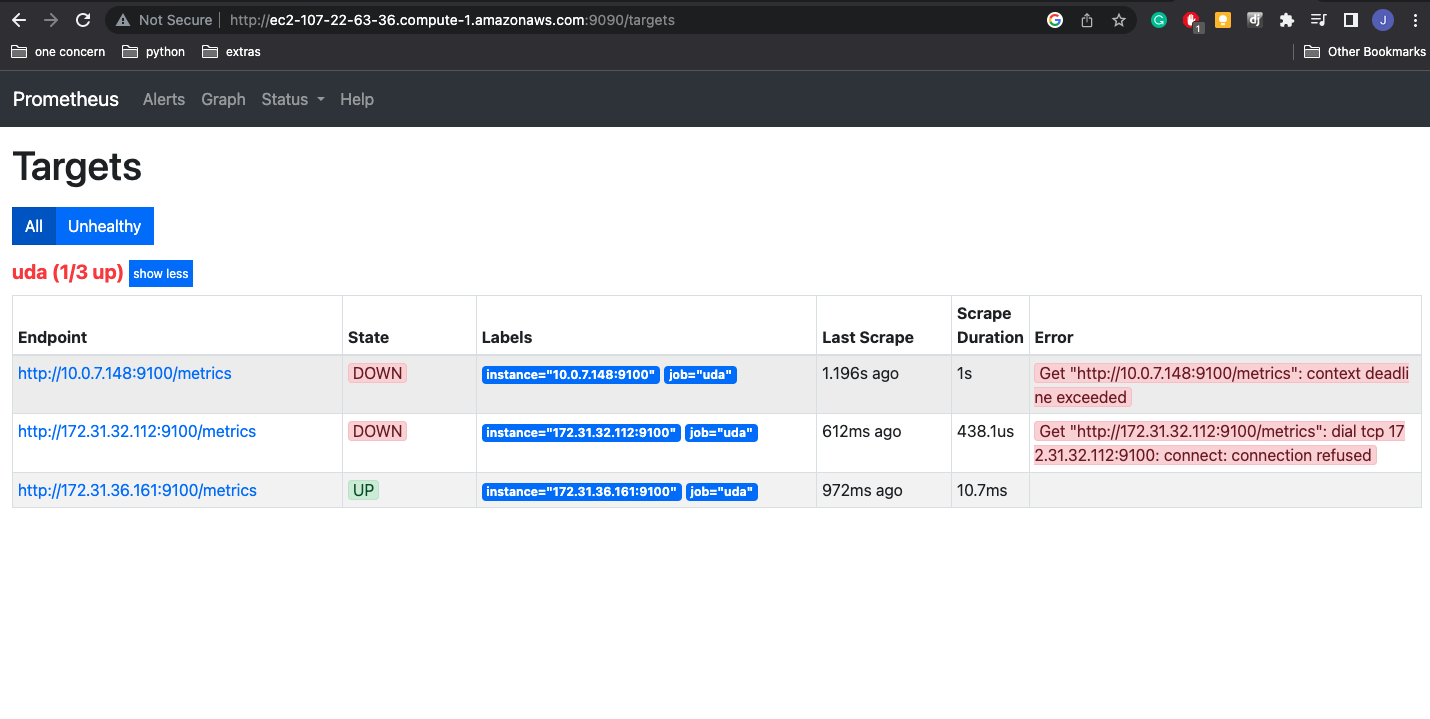 Not Secure http://ec2-107-22-63-36.compute-1.amazonaws.com:9090/targets
G dj 1 J
one concern python extras Other Bookmarks
Prometheus Alerts Graph Status Help
Targets
All Unhealthy
uda (1/3 up) show less
Endpoint State Labels Last Scrape Scrape Duration Error
http://10.0.7.148:9100/metrics DOWN instance="10.0.7.148:9100" job="uda" 1.196s ago 1s Get "http://10.0.7.148:9100/metrics": context deadli
ne exceeded
http://172.31.32.112:9100/metrics DOWN instance="172.31.32.112:9100" job="uda" 612ms ago 438.1us Get "http://172.31.32.112:9100/metrics": dial tcp 17
2.31.32.112:9100: connect: connection refused
http://172.31.36.161:9100/metrics UP instance="172.31.36.161:9100" job="uda" 972ms ago 10.7ms